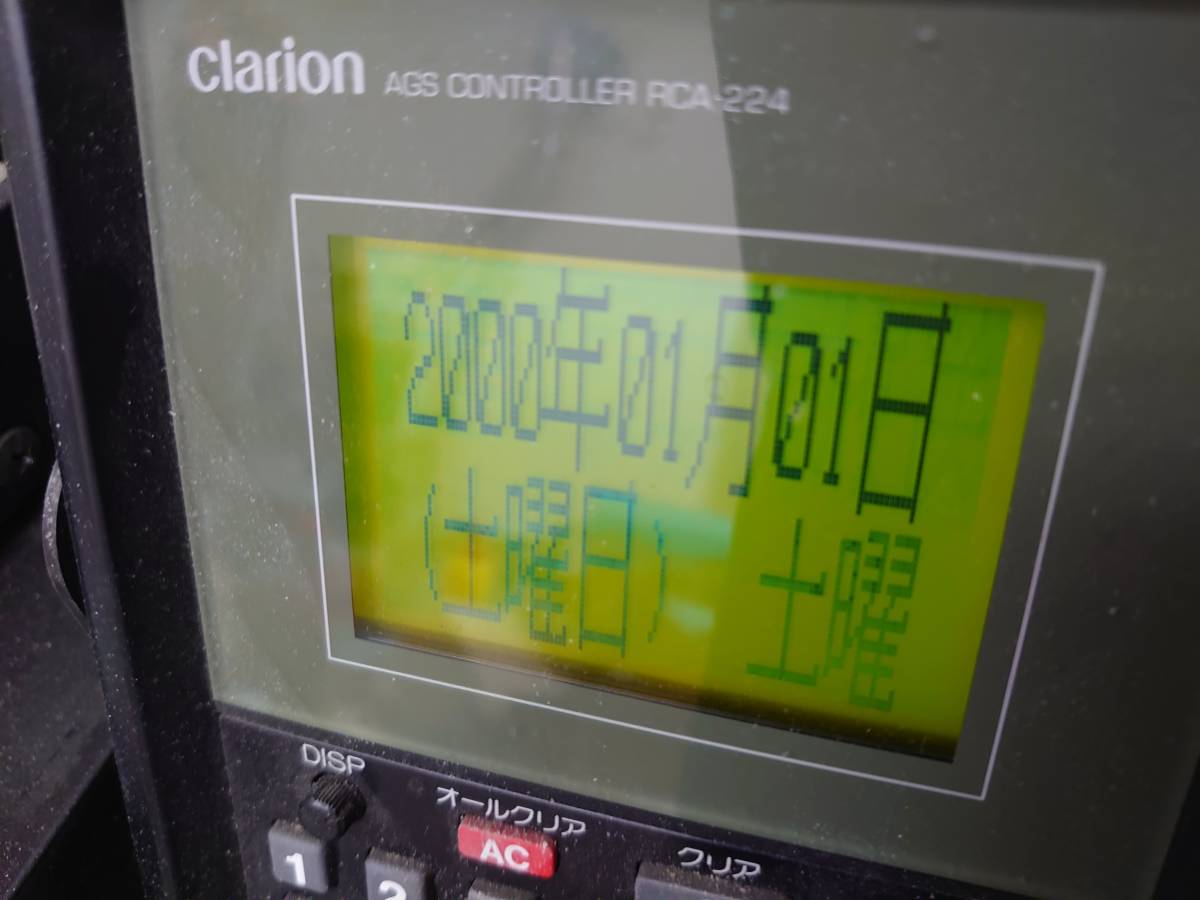 clarion AGS CONTROLLER RCA-224
2000年01月01日
(土曜日) 土曜
DISP
オールクリア
AC
クリア
1
2